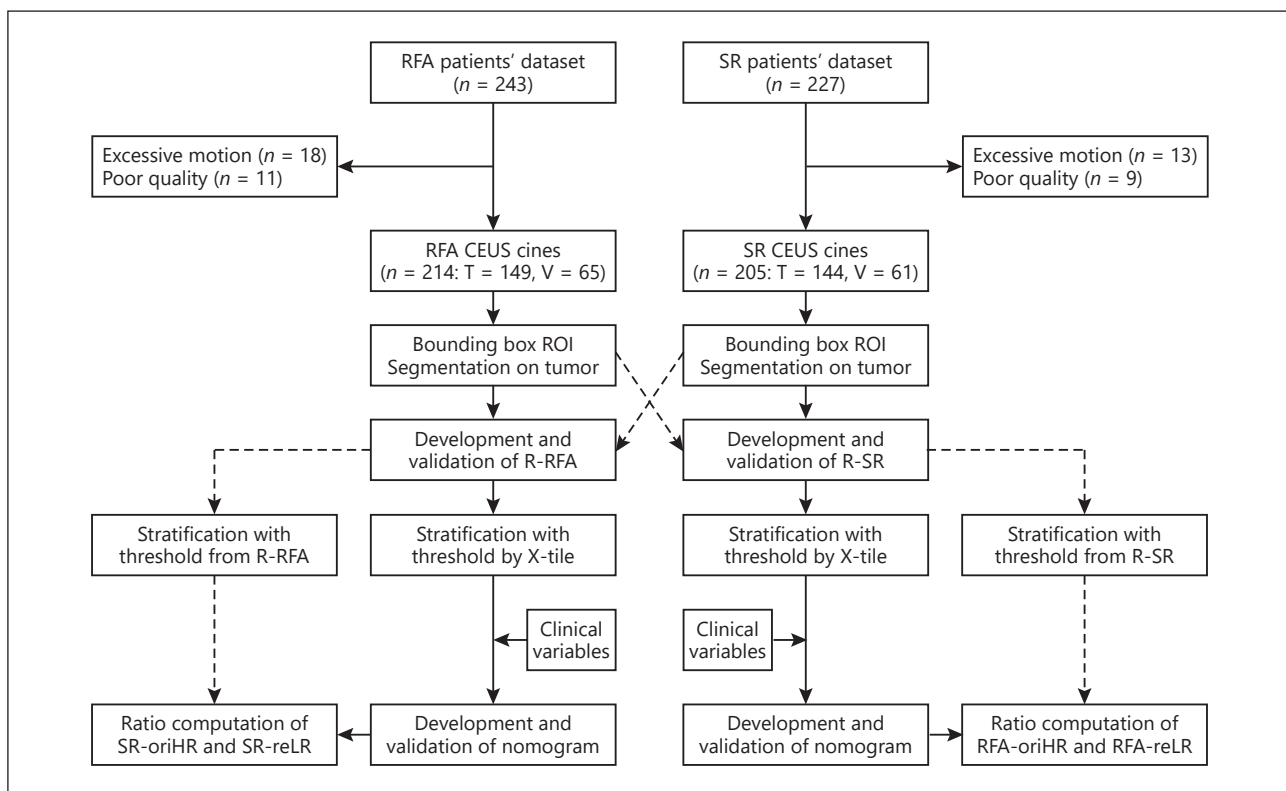 RFA patients' dataset
(n = 243)
SR patients' dataset
(n = 227)
Excessive motion (n = 18)
Poor quality (n = 11)
Excessive motion (n = 13)
Poor quality (n = 9)
RFA CEUS cines
(n = 214: T = 149, V = 65)
SR CEUS cines
(n = 205: T = 144, V = 61)
Bounding box ROI
Segmentation on tumor
Bounding box ROI
Segmentation on tumor
Development and
validation of R-RFA
Development and
validation of R-SR
Stratification with
threshold from R-RFA
Stratification with
threshold by X-tile
Stratification with
threshold by X-tile
Stratification with
threshold from R-SR
Clinical
variables
Clinical
variables
Ratio computation of
SR-oriHR and SR-reLR
Development and
validation of nomogram
Development and
validation of nomogram
Ratio computation of
RFA-oriHR and RFA-reLR